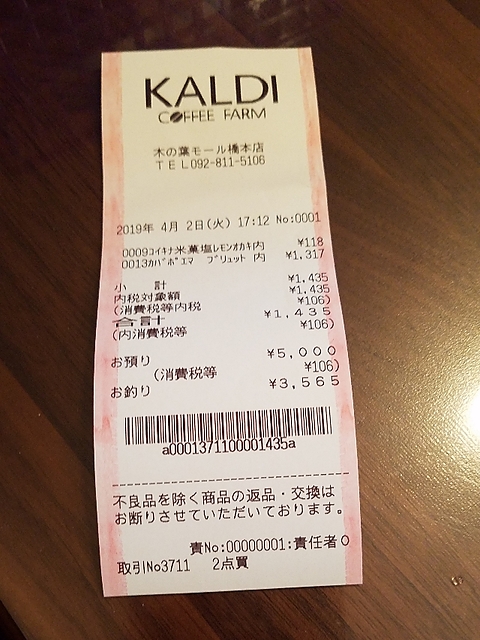 KALDI
COFFEE FARM
木の葉モール橋本店
TEL092-811-5106
2019年 4月 2日(火) 17:12 No:0001
0009コイキナ米菓塩レモンオカキ内 ¥118
0013カバポエマ ブリュット 内 ¥1,317
小 計 ¥1,435
内税対象額 ¥1,435
(消費税等内税 ¥106)
合計 ¥1,435
(内消費税等 ¥106)
お預り ¥5,000
(消費税等 ¥106)
お釣り ¥3,565
a0001371100001435a
不良品を除く商品の返品・交換は
お断りさせていただいております。
責No:00000001:責任者0
取引No3711 2点買